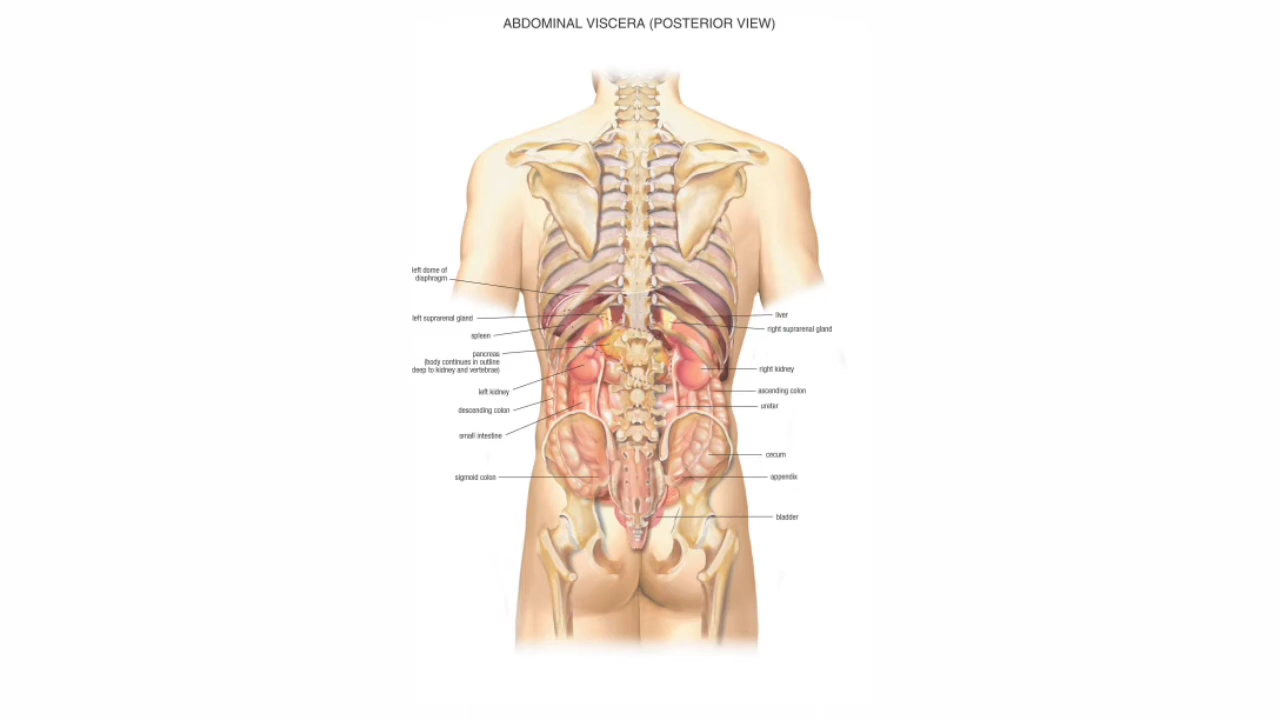 ABDOMINAL VISCERA (POSTERIOR VIEW)
left dome of
diaphragm
left suprarenal gland
spleen
pancreas
(body continues in outline
deep to kidney and vertebrae)
left kidney
descending colon
small intestine
sigmoid colon
liver
right suprarenal gland
right kidney
ascending colon
ureter
cecum
appendix
bladder